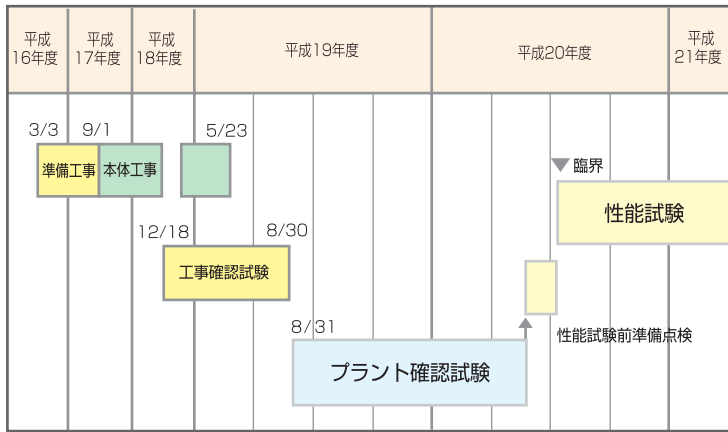 平成
16年度
平成
17年度
平成
18年度
平成19年度
平成20年度
平成
21年度
3/3
9/1
5/23
準備工事
本体工事
臨界
性能試験
12/18
8/30
工事確認試験
性能試験前準備点検
8/31
プラント確認試験